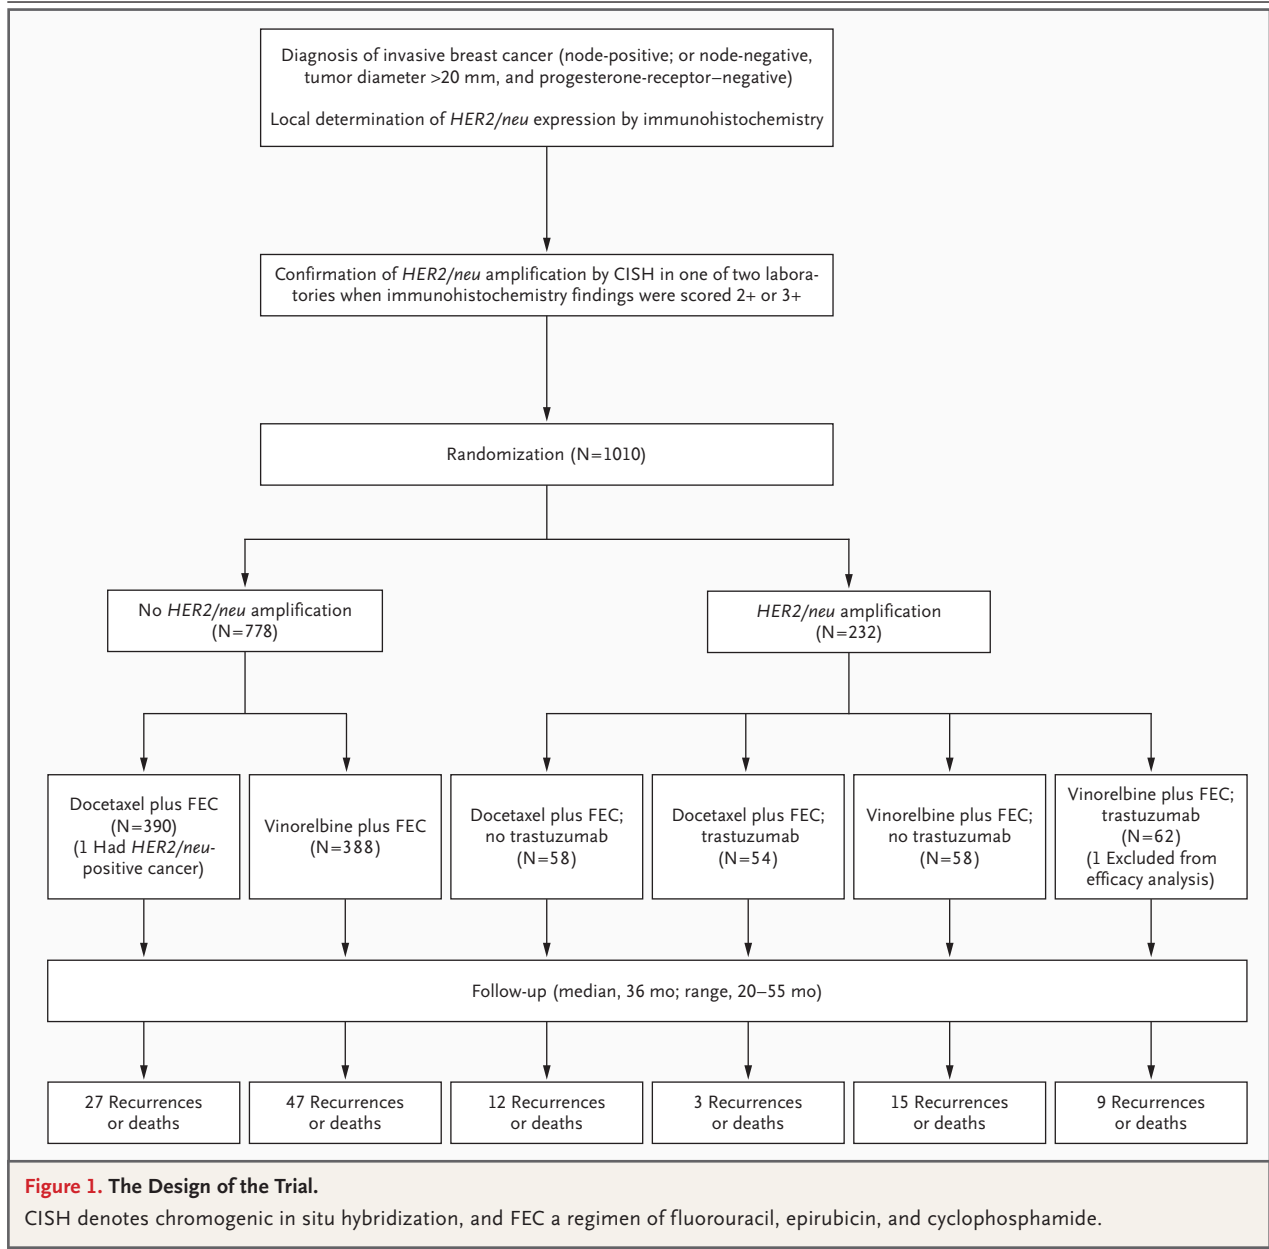 Diagnosis of invasive breast cancer (node-positive; or node-negative,
tumor diameter >20 mm, and progesterone-receptor–negative)
Local determination of HER2/neu expression by immunohistochemistry
Confirmation of HER2/neu amplification by CISH in one of two labora-
tories when immunohistochemistry findings were scored 2+ or 3+
Randomization (N=1010)
No HER2/neu amplification
(N=778)
HER2/neu amplification
(N=232)
Docetaxel plus FEC
(N=390)
(1 Had HER2/neu-
positive cancer)
Vinorelbine plus FEC
(N=388)
Docetaxel plus FEC;
no trastuzumab
(N=58)
Docetaxel plus FEC;
trastuzumab
(N=54)
Vinorelbine plus FEC;
no trastuzumab
(N=58)
Vinorelbine plus FEC;
trastuzumab
(N=62)
(1 Excluded from
efficacy analysis)
Follow-up (median, 36 mo; range, 20–55 mo)
27 Recurrences
or deaths
47 Recurrences
or deaths
12 Recurrences
or deaths
3 Recurrences
or deaths
15 Recurrences
or deaths
9 Recurrences
or deaths
Figure 1. The Design of the Trial.
CISH denotes chromogenic in situ hybridization, and FEC a regimen of fluorouracil, epirubicin, and cyclophosphamide.